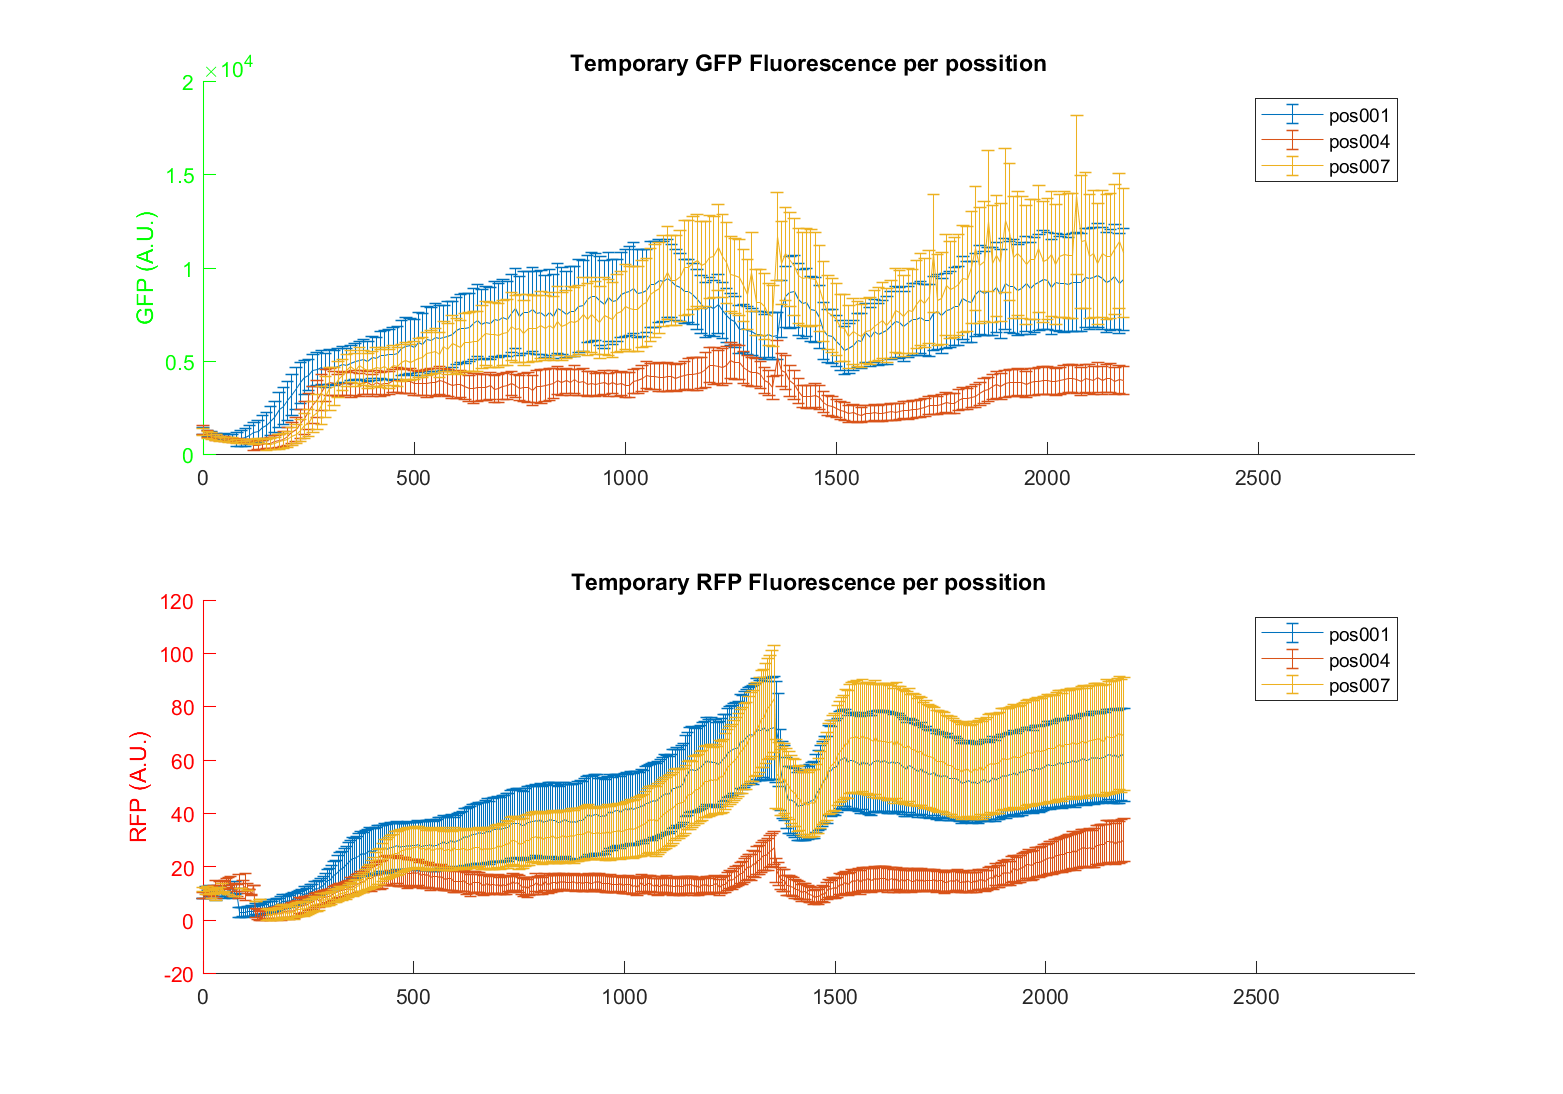 Temporary GFP Fluorescence per possition
×10^4
2
1.5
1
0.5
0
GFP (A.U.)
0 500 1000 1500 2000 2500
pos001
pos004
pos007
Temporary RFP Fluorescence per possition
120
100
80
60
40
20
0
-20
RFP (A.U.)
0 500 1000 1500 2000 2500
pos001
pos004
pos007